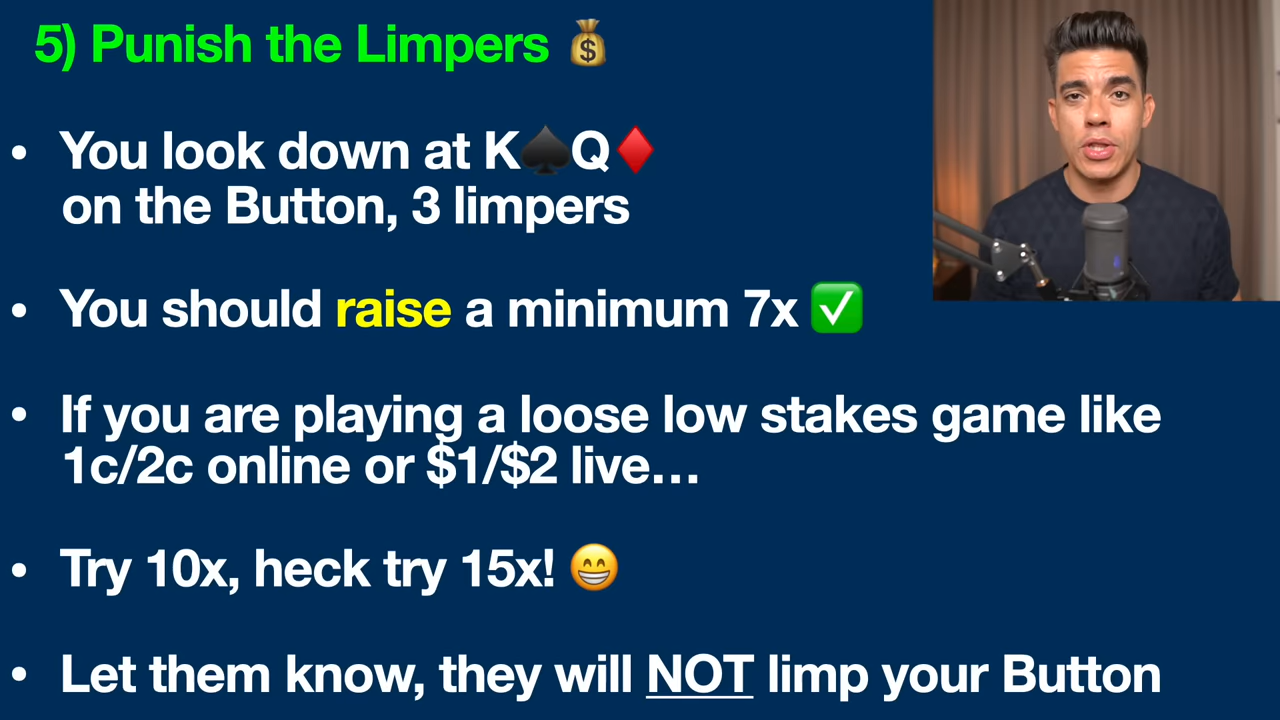 5) Punish the Limpers 💰
• You look down at K♠️Q♦️
on the Button, 3 limpers
• You should raise a minimum 7x ✅
• If you are playing a loose low stakes game like
1c/2c online or $1/$2 live…
• Try 10x, heck try 15x! 😁
• Let them know, they will NOT limp your Button